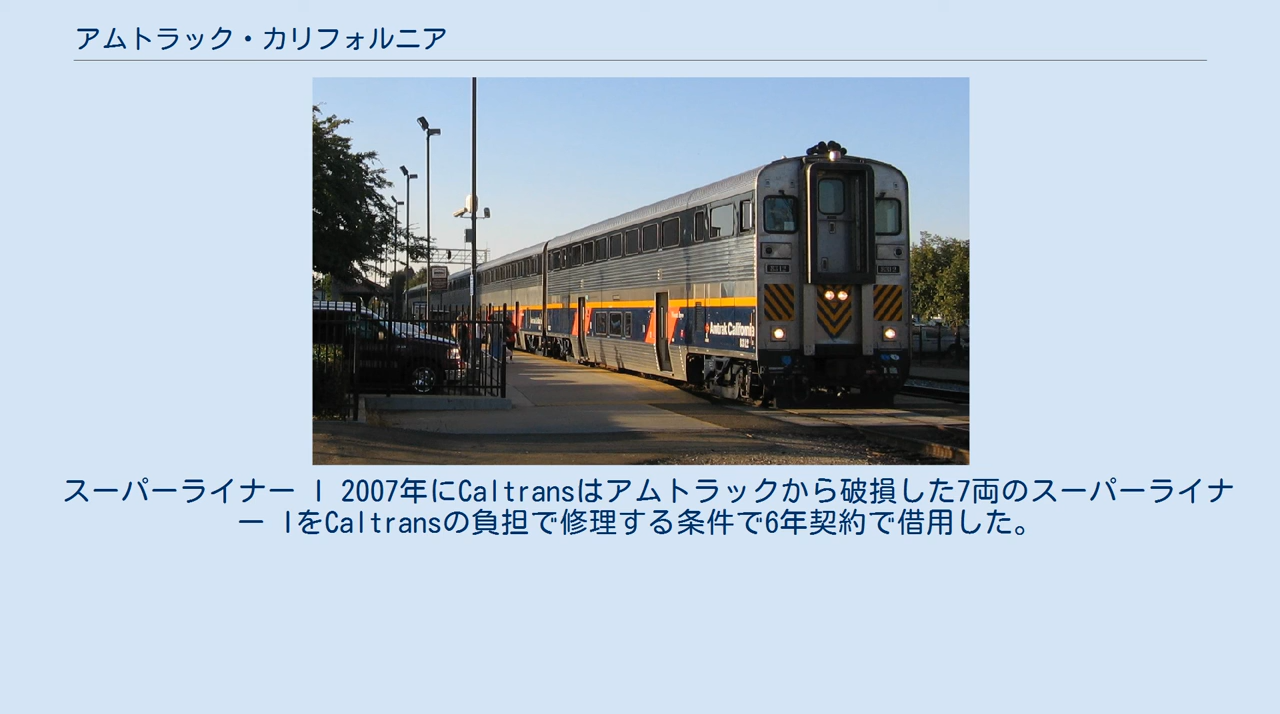 アムトラック・カリフォルニア
Amtrak California
8312
スーパーライナー I 2007年にCaltransはアムトラックから破損した7両のスーパーライナ
ー IをCaltransの負担で修理する条件で6年契約で借用した。